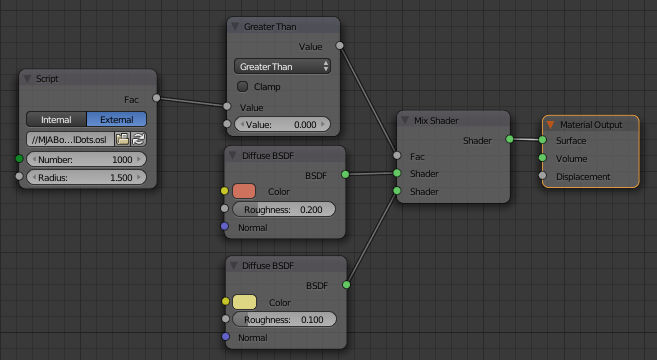 Script
Fac
Internal External
//MJABo...lDots.osl
Number: 1000
Radius: 1.500
Greater Than
Value
Greater Than
Clamp
Value
Value: 0.000
Diffuse BSDF
BSDF
Color
Roughness: 0.200
Normal
Diffuse BSDF
BSDF
Color
Roughness: 0.100
Normal
Mix Shader
Shader
Fac
Shader
Shader
Material Output
Surface
Volume
Displacement